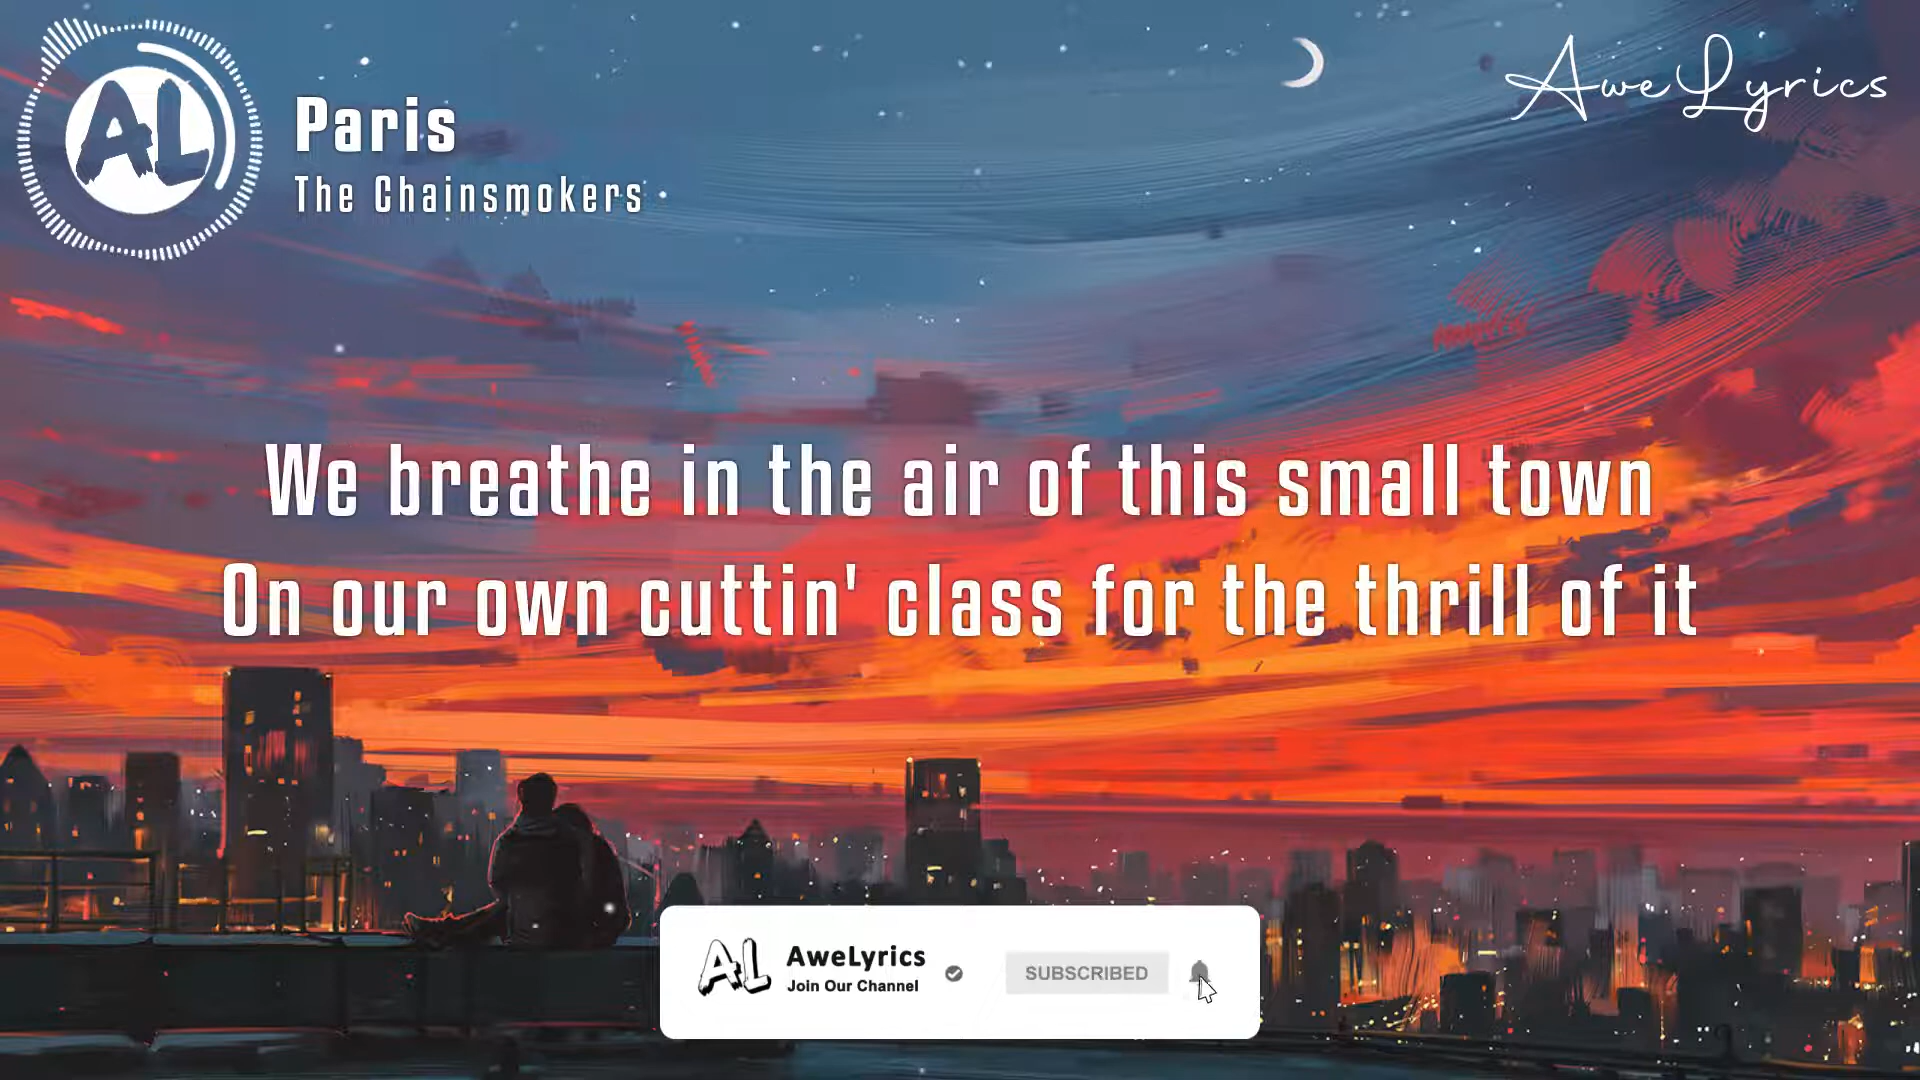 AL
Paris
The Chainsmokers
AweLyrics
We breathe in the air of this small town
On our own cuttin' class for the thrill of it
AL
AweLyrics
Join Our Channel
SUBSCRIBED